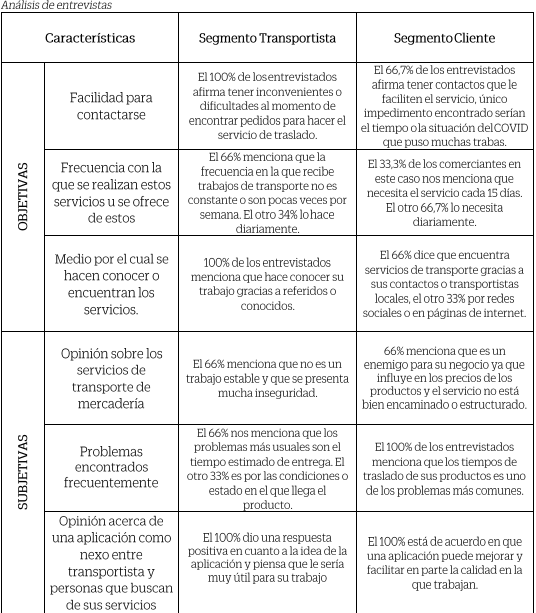 Análisis de entrevistas
Características
Segmento Transportista
Segmento Cliente
OBJETIVAS
Facilidad para
contactarse
El 100% de los entrevistados
afirma tener inconvenientes o
dificultades al momento de
encontrar pedidos para hacer el
servicio de traslado.
El 66,7% de los entrevistados
afirma tener contactos que le
faciliten el servicio, único
impedimento encontrado serían
el tiempo o la situación del COVID
que puso muchas trabas.
Frecuencia con la
que se realizan estos
servicios u se ofrece
de estos
El 66% menciona que la
frecuencia en la que recibe
trabajos de transporte no es
constante o son pocas veces por
semana. El otro 34% lo hace
diariamente.
El 33,3% de los comerciantes en
este caso nos menciona que
necesita el servicio cada 15 días.
El otro 66,7% lo necesita
diariamente.
Medio por el cual se
hacen conocer o
encuentran los
servicios.
100% de los entrevistados
menciona que hace conocer su
trabajo gracias a referidos o
conocidos.
El 66% dice que encuentra
servicios de transporte gracias a
sus contactos o transportistas
locales, el otro 33% por redes
sociales o en páginas de internet.
SUBJETIVAS
Opinión sobre los
servicios de
transporte de
mercadería
El 66% menciona que no es un
trabajo estable y que se presenta
mucha inseguridad.
66% menciona que es un
enemigo para su negocio ya que
influye en los precios de los
productos y el servicio no está
bien encaminado o estructurado.
Problemas
encontrados
frecuentemente
El 66% nos menciona que los
problemas más usuales son el
tiempo estimado de entrega. El
otro 33% es por las condiciones o
estado en el que llega el
producto.
El 100% de los entrevistados
menciona que los tiempos de
traslado de sus productos es uno
de los problemas más comunes.
Opinión acerca de
una aplicación como
nexo entre
transportista y
personas que buscan
de sus servicios
El 100% dio una respuesta
positiva en cuanto a la idea de la
aplicación y piensa que le sería
muy útil para su trabajo
El 100% está de acuerdo en que
una aplicación puede mejorar y
facilitar en parte la calidad en la
que trabajan.